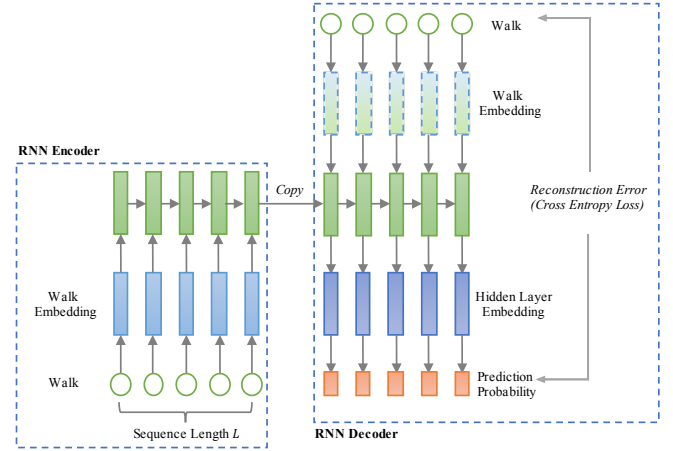 RNN Encoder
Walk
Embedding
Walk
Sequence Length L
Copy
Walk
Walk
Embedding
Reconstruction Error
(Cross Entropy Loss)
Hidden Layer
Embedding
Prediction
Probability
RNN Decoder